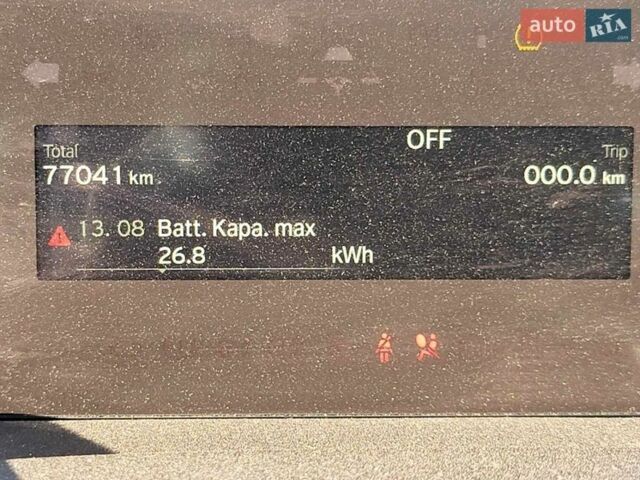 auto RIA
.com
OFF
Total Trip
77041 km 000.0 km
13. 08 Batt. Kapa. max
26.8 kWh